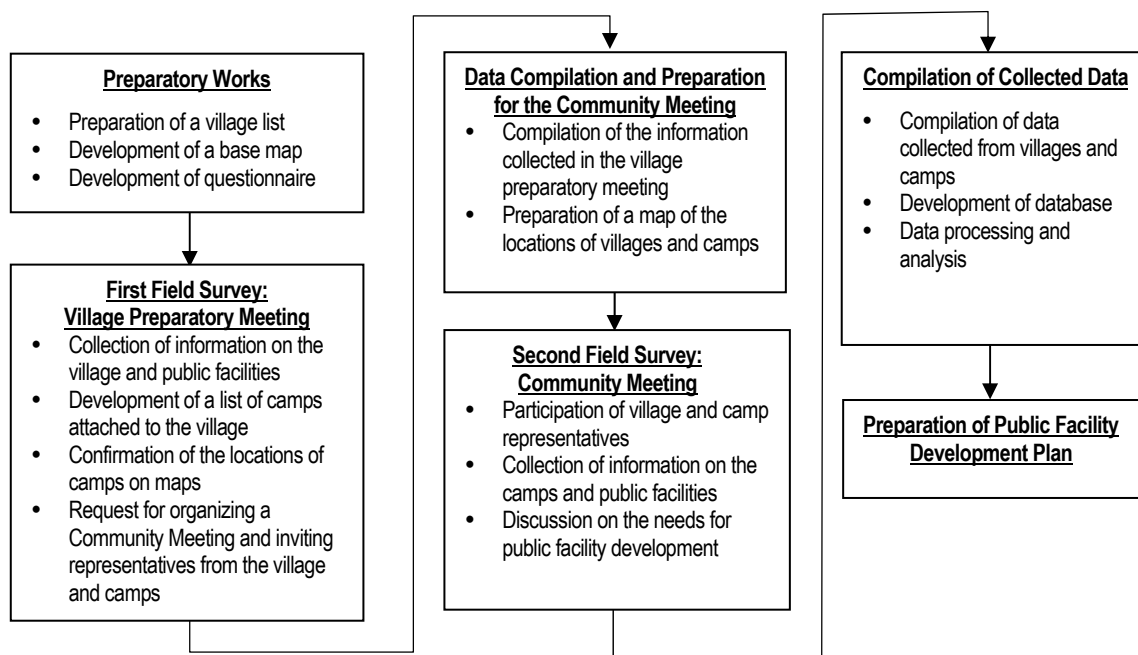 Preparatory Works
• Preparation of a village list
• Development of a base map
• Development of questionnaire
First Field Survey:
Village Preparatory Meeting
• Collection of information on the
village and public facilities
• Development of a list of camps
attached to the village
• Confirmation of the locations of
camps on maps
• Request for organizing a
Community Meeting and inviting
representatives from the village
and camps
Data Compilation and Preparation
for the Community Meeting
• Compilation of the information
collected in the village
preparatory meeting
• Preparation of a map of the
locations of villages and camps
Second Field Survey:
Community Meeting
• Participation of village and camp
representatives
• Collection of information on the
camps and public facilities
• Discussion on the needs for
public facility development
Compilation of Collected Data
• Compilation of data
collected from villages and
camps
• Development of database
• Data processing and
analysis
Preparation of Public Facility
Development Plan